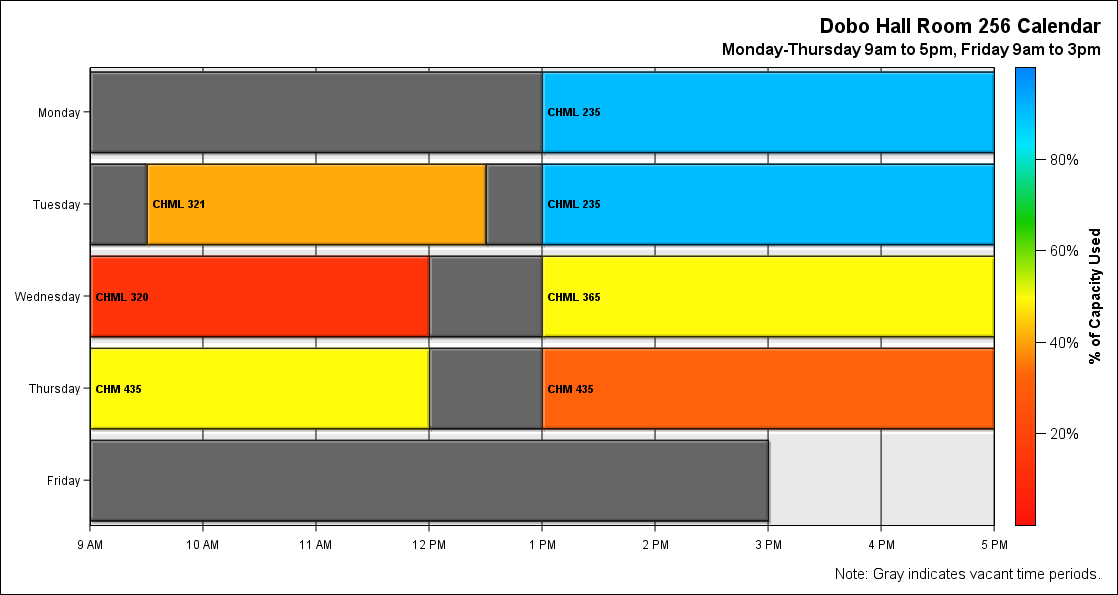 Dobo Hall Room 256 Calendar
Monday-Thursday 9am to 5pm, Friday 9am to 3pm
Monday
CHML 235
Tuesday
CHML 321
CHML 235
Wednesday
CHML 320
CHML 365
Thursday
CHM 435
CHM 435
Friday
9 AM
10 AM
11 AM
12 PM
1 PM
2 PM
3 PM
4 PM
5 PM
80%
60%
40%
20%
% of Capacity Used
Note: Gray indicates vacant time periods.